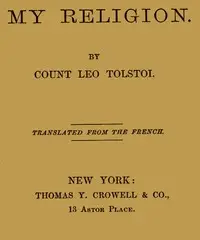 MY RELIGION.
BY
COUNT LEO TOLSTOI.
TRANSLATED FROM THE FRENCH.
NEW YORK:
THOMAS Y. CROWELL & CO.,
13 ASTOR PLACE.